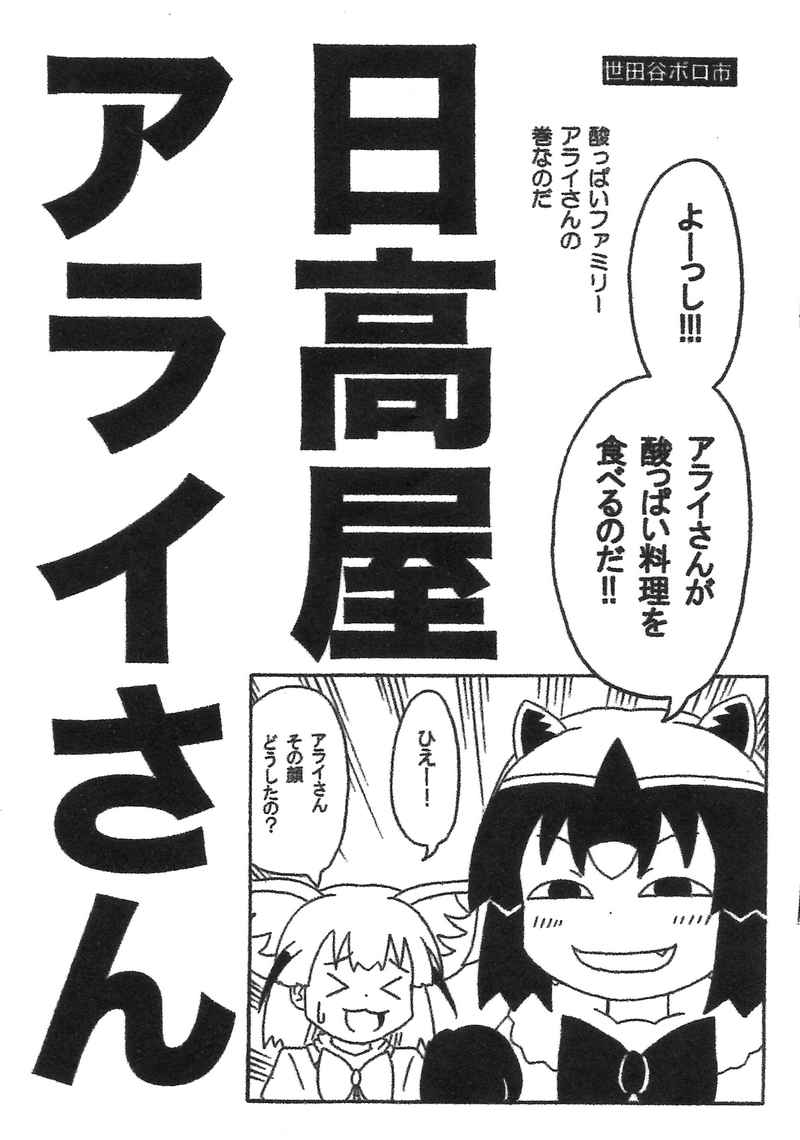 世田谷ボロ市
酸っぱいファミリー
アライさんの
巻なのだ
日高屋
アライさん
よーっし!!!
アライさんが
酸っぱい料理を
食べるのだ!!
ひえー!
アライさん
その顔
どうしたの?